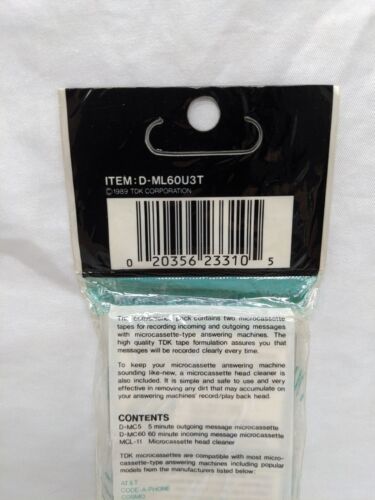 ITEM: D-ML60U3T
©1989 TDK CORPORATION
0 20356 23310 5
pack contains two microcassette
tapes for recording incoming and outgoing messages
with microcassette-type answering machines. The
high quality TDK tape formulation assures you that
messages will be recorded clearly every time.
To keep your microcassette answering machine
sounding like-new, a microcassette head cleaner is
also included. It is simple and safe to use and very
effective in removing any dirt that may accumulate on
your answering machines' record/play back head.
CONTENTS
D-MC5 5 minute outgoing message microcassette
D-MC60 60 minute incoming message microcassette
MCL-11 Microcassette head cleaner
TDK microcassettes are compatible with most micro-
cassette-type answering machines including popular
models from the manufacturers listed below:
AT&T
CODE-A-PHONE
COSMO